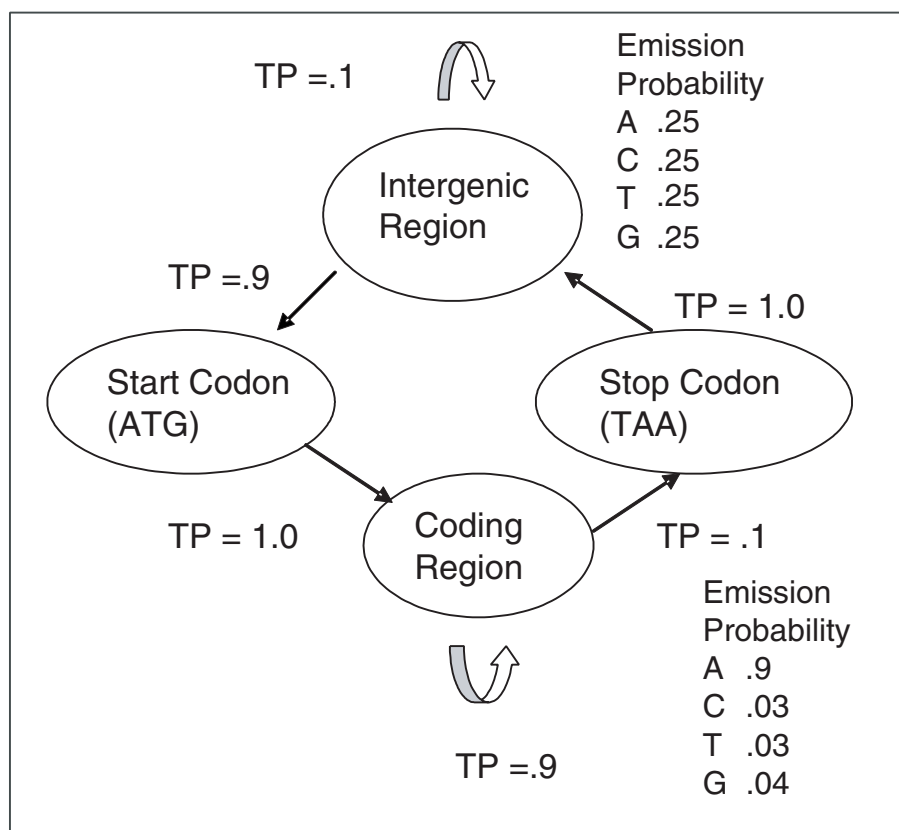 TP =.1
Emission
Probability
A .25
C .25
T .25
G .25
Intergenic
Region
TP =.9
TP = 1.0
Start Codon
(ATG)
Stop Codon
(TAA)
TP = 1.0
Coding
Region
TP = .1
Emission
Probability
A .9
C .03
T .03
G .04
TP =.9